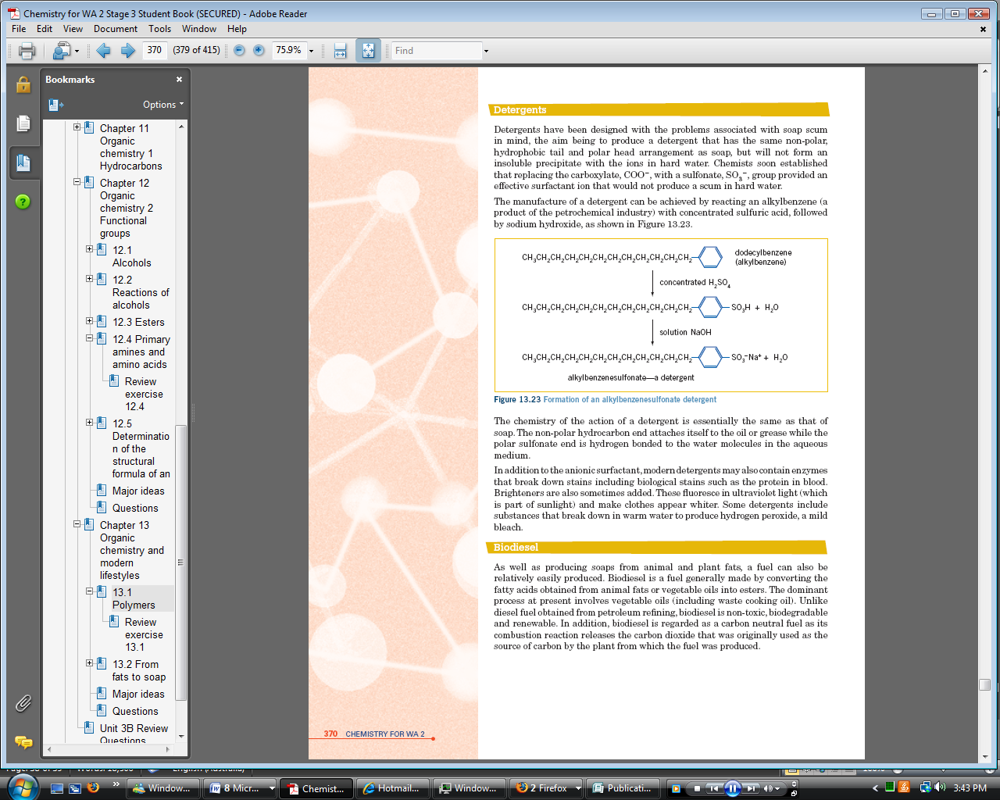 Chemistry for WA 2 Stage 3 Student Book (SECURED) - Adobe Reader
File Edit View Document Tools Window Help
370 (379 of 415) 75.9% Find
Bookmarks
Options
Chapter 11
Organic
chemistry 1
Hydrocarbons
Chapter 12
Organic
chemistry 2
Functional
groups
12.1
Alcohols
12.2
Reactions of
alcohols
12.3 Esters
12.4 Primary
amines and
amino acids
Review
exercise
12.4
12.5
Determinatio
n of the
structural
formula of an
Major ideas
Questions
Chapter 13
Organic
chemistry and
modern
lifestyles
13.1
Polymers
Review
exercise
13.1
13.2 From
fats to soap
Major ideas
Questions
Unit 3B Review
Questions
Detergents
Detergents have been designed with the problems associated with soap scum
in mind, the aim being to produce a detergent that has the same non-polar,
hydrophobic tail and polar head arrangement as soap, but will not form an
insoluble precipitate with the ions in hard water. Chemists soon established
that replacing the carboxylate, COO⁻, with a sulfonate, SO₃⁻, group provided an
effective surfactant ion that would not produce a scum in hard water.
The manufacture of a detergent can be achieved by reacting an alkylbenzene (a
product of the petrochemical industry) with concentrated sulfuric acid, followed
by sodium hydroxide, as shown in Figure 13.23.
CH₃CH₂CH₂CH₂CH₂CH₂CH₂CH₂CH₂CH₂CH₂CH₂ dodecylbenzene
(alkylbenzene)
concentrated H₂SO₄
CH₃CH₂CH₂CH₂CH₂CH₂CH₂CH₂CH₂CH₂CH₂CH₂ SO₃H + H₂O
solution NaOH
CH₃CH₂CH₂CH₂CH₂CH₂CH₂CH₂CH₂CH₂CH₂CH₂ SO₃⁻Na⁺ + H₂O
alkylbenzenesulfonate—a detergent
Figure 13.23 Formation of an alkylbenzenesulfonate detergent
The chemistry of the action of a detergent is essentially the same as that of
soap. The non-polar hydrocarbon end attaches itself to the oil or grease while the
polar sulfonate end is hydrogen bonded to the water molecules in the aqueous
medium.
In addition to the anionic surfactant, modern detergents may also contain enzymes
that break down stains including biological stains such as the protein in blood.
Brighteners are also sometimes added. These fluoresce in ultraviolet light (which
is part of sunlight) and make clothes appear whiter. Some detergents include
substances that break down in warm water to produce hydrogen peroxide, a mild
bleach.
Biodiesel
As well as producing soaps from animal and plant fats, a fuel can also be
relatively easily produced. Biodiesel is a fuel generally made by converting the
fatty acids obtained from animal fats or vegetable oils into esters. The dominant
process at present involves vegetable oils (including waste cooking oil). Unlike
diesel fuel obtained from petroleum refining, biodiesel is non-toxic, biodegradable
and renewable. In addition, biodiesel is regarded as a carbon neutral fuel as its
combustion reaction releases the carbon dioxide that was originally used as the
source of carbon by the plant from which the fuel was produced.
370 CHEMISTRY FOR WA 2
Window... 8 Micr... Chemist... Hotmail... Window... 2 Firefox Publicati... 3:43 PM